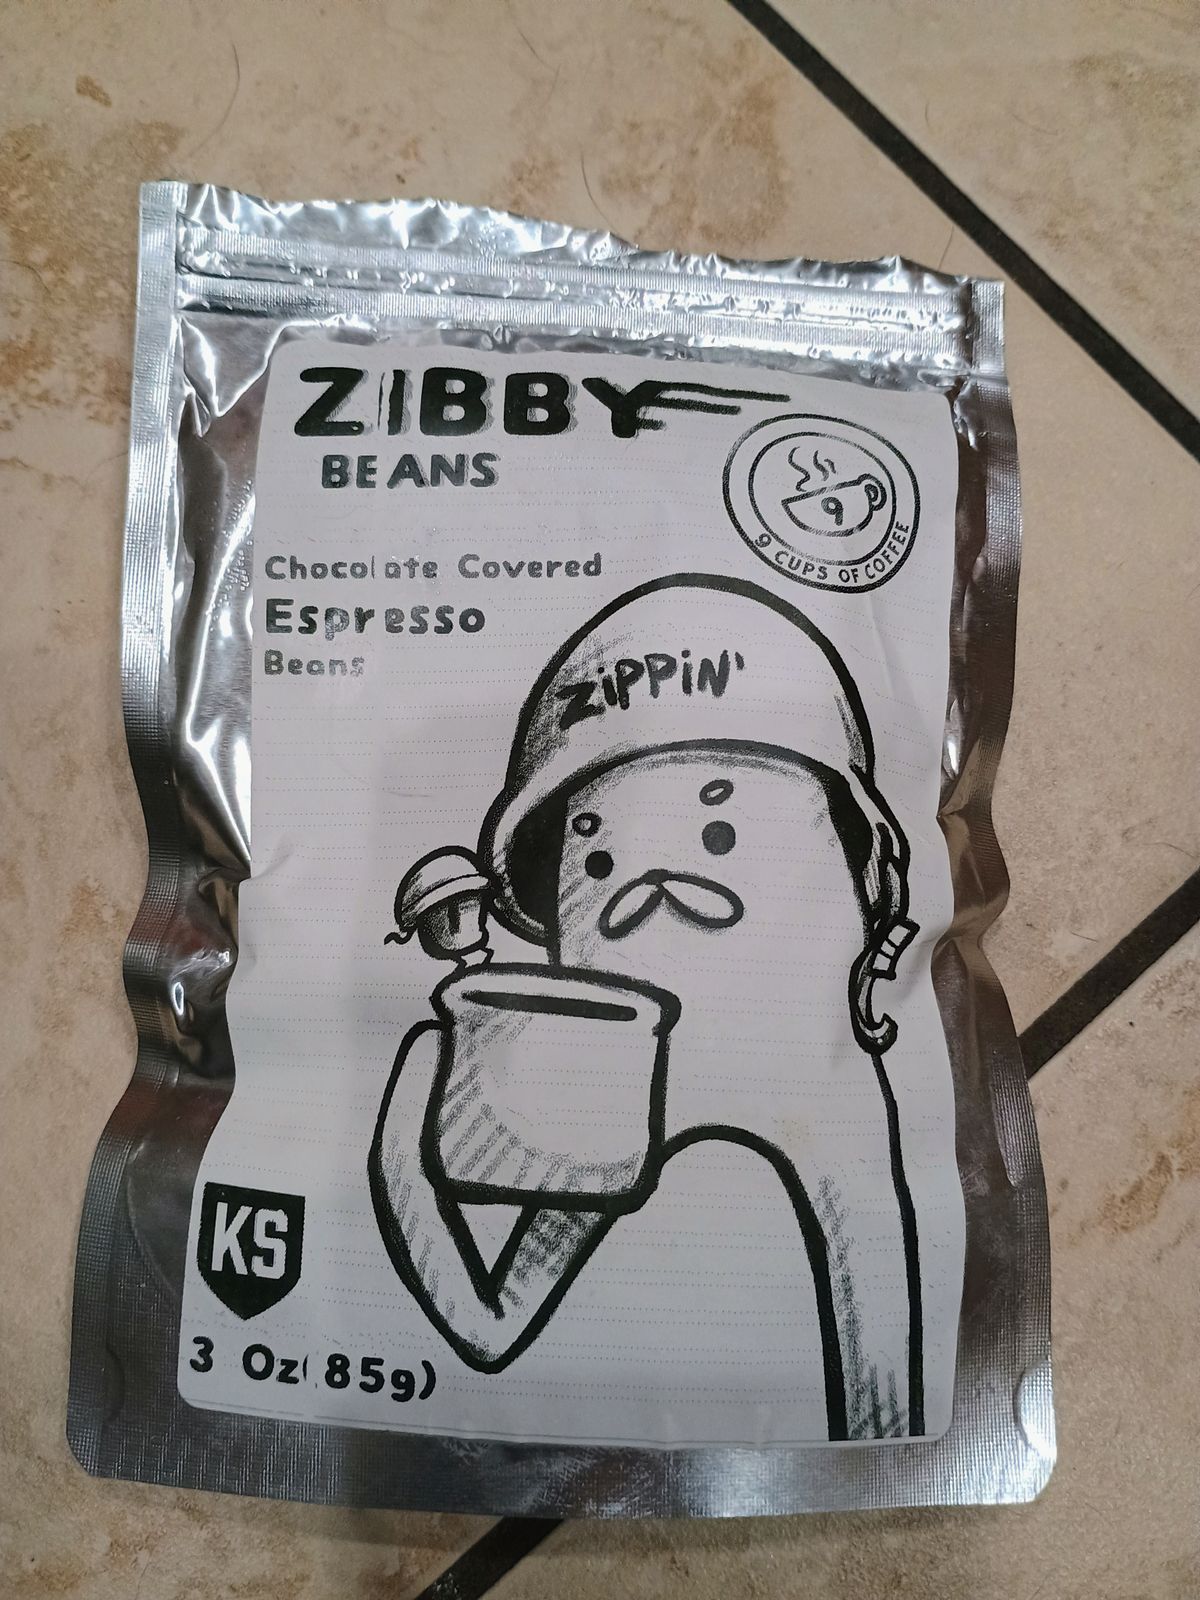 ZIBBY
BEANS
9
9 CUPS OF COFFEE
Chocolate Covered
Espresso
Beans
ZiPPiN'
KS
3 Oz(85g)